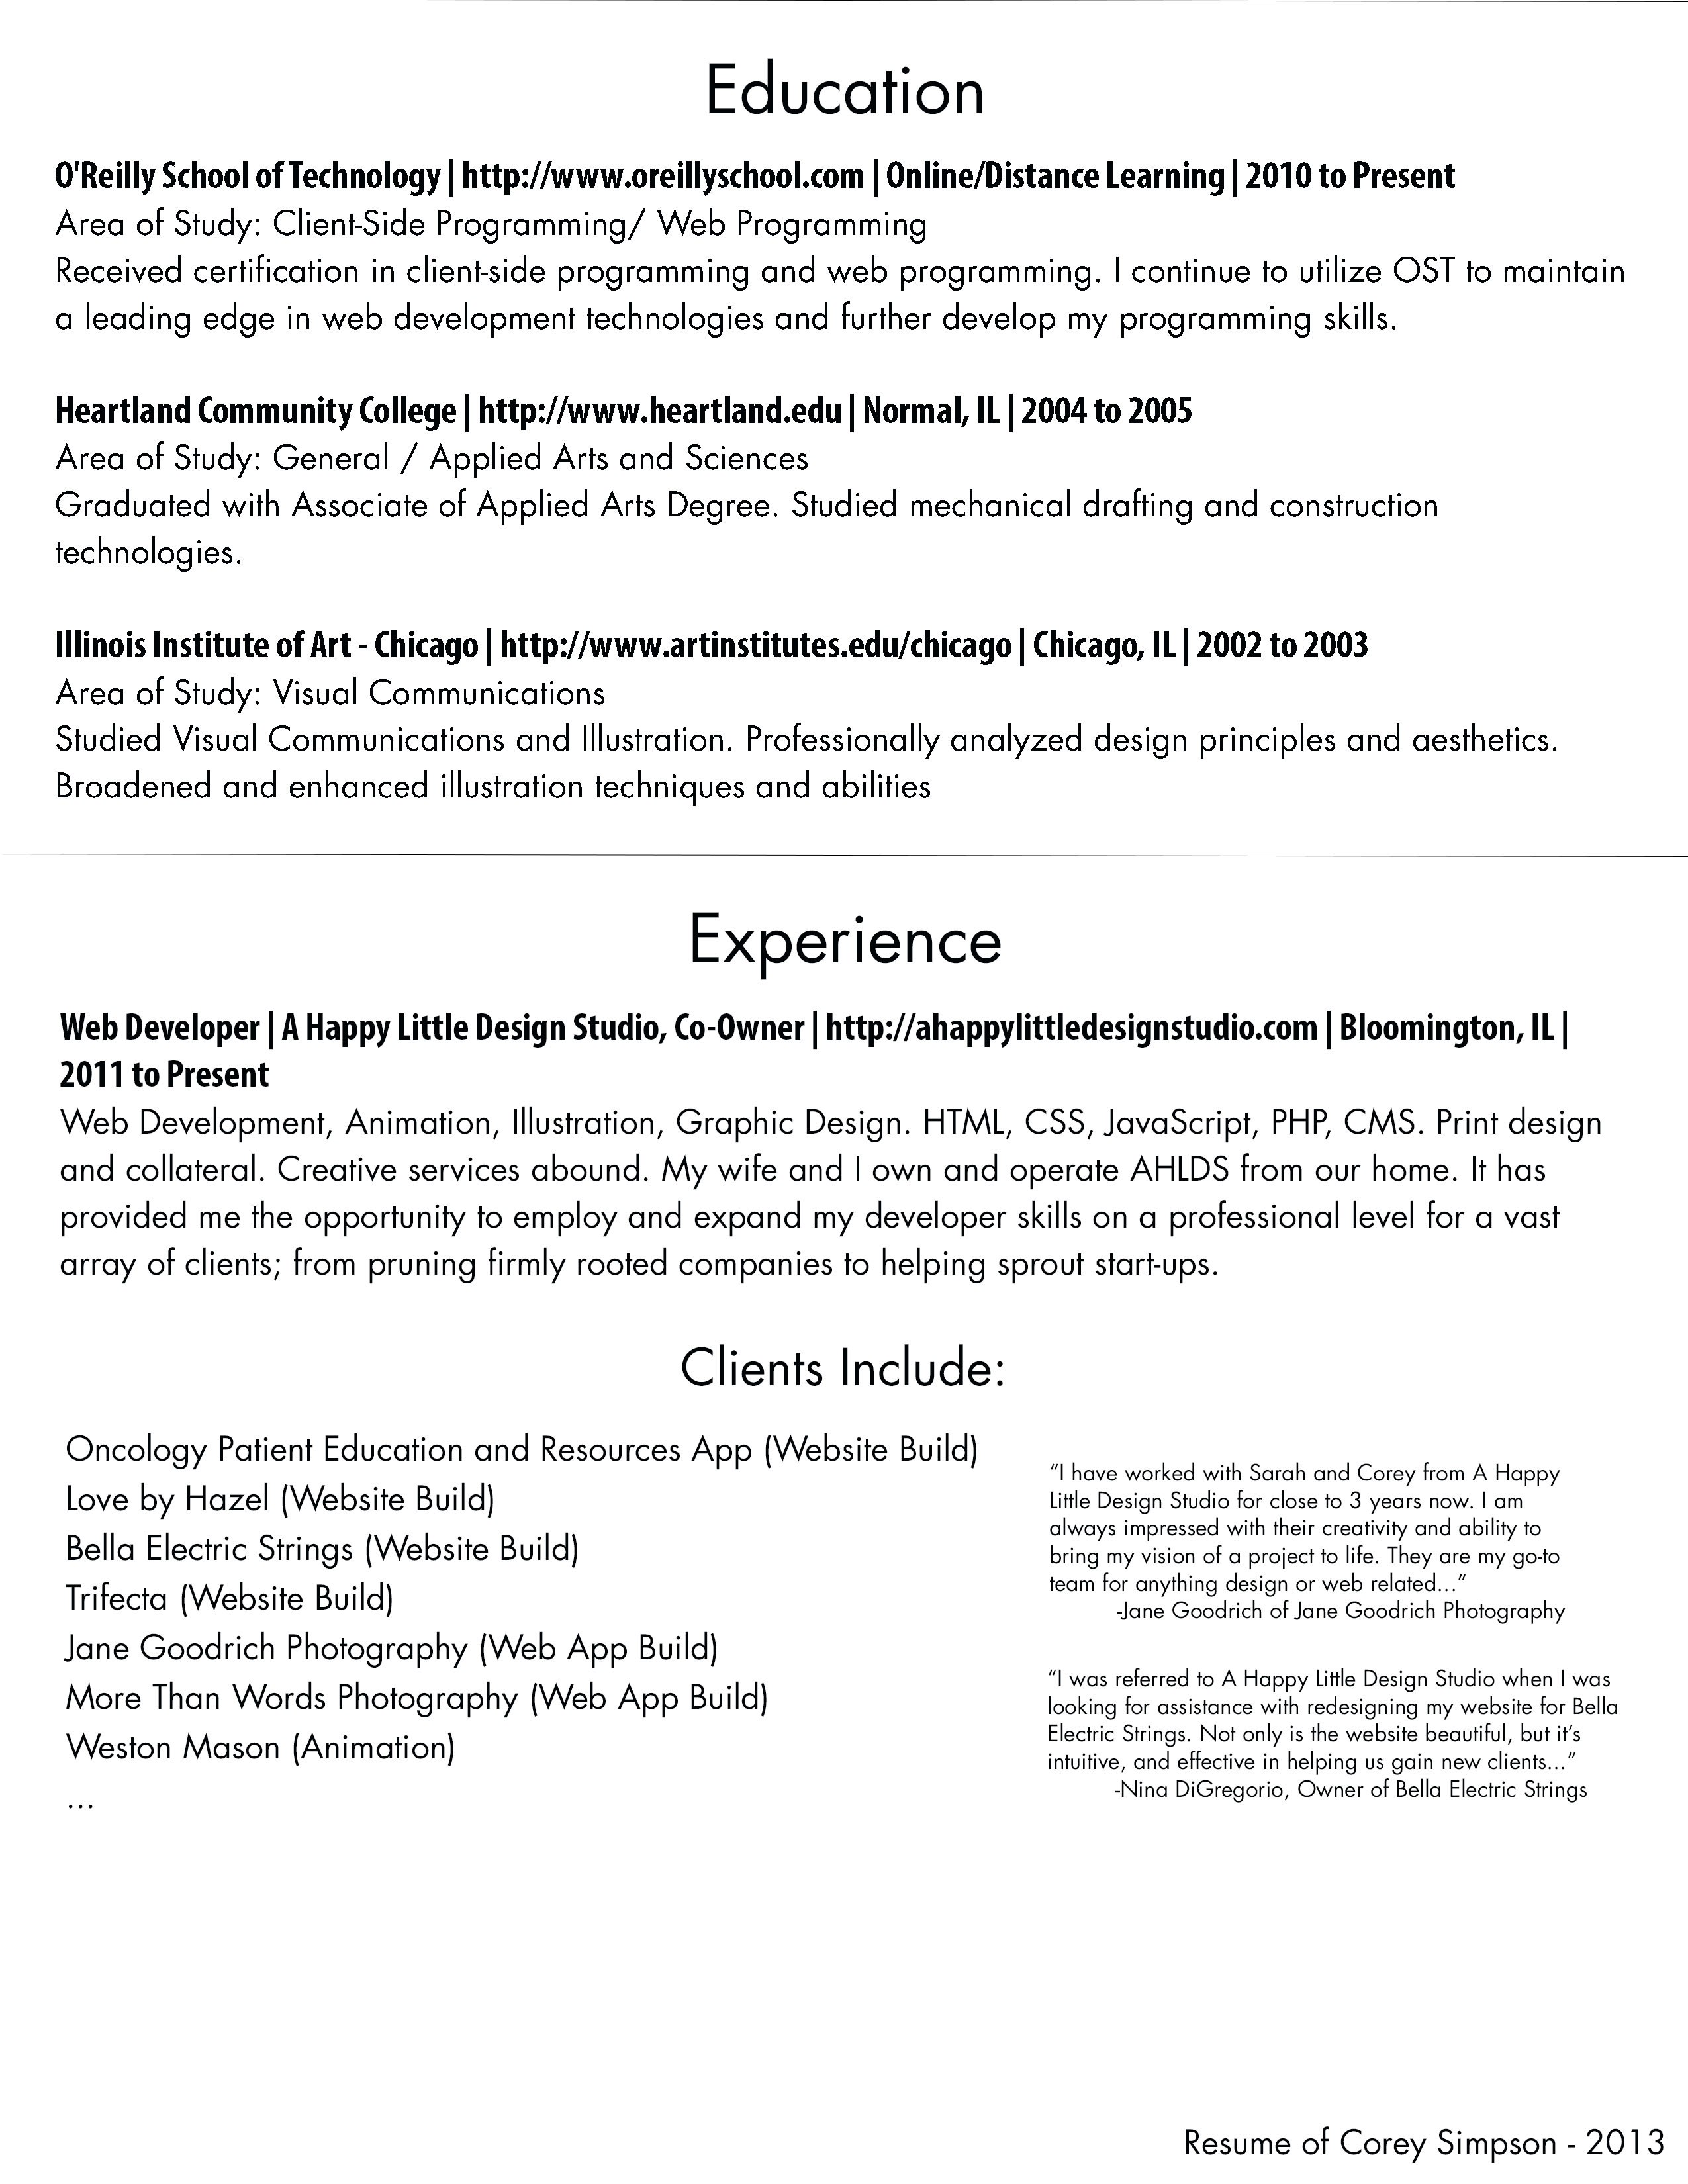 Education
O'Reilly School of Technology | http://www.oreillyschool.com | Online/Distance Learning | 2010 to Present
Area of Study: Client-Side Programming/ Web Programming
Received certification in client-side programming and web programming. I continue to utilize OST to maintain
a leading edge in web development technologies and further develop my programming skills.
Heartland Community College | http://www.heartland.edu | Normal, IL | 2004 to 2005
Area of Study: General / Applied Arts and Sciences
Graduated with Associate of Applied Arts Degree. Studied mechanical drafting and construction
technologies.
Illinois Institute of Art - Chicago | http://www.artinstitutes.edu/chicago | Chicago, IL | 2002 to 2003
Area of Study: Visual Communications
Studied Visual Communications and Illustration. Professionally analyzed design principles and aesthetics.
Broadened and enhanced illustration techniques and abilities
Experience
Web Developer | A Happy Little Design Studio, Co-Owner | http://ahappylittledesignstudio.com | Bloomington, IL |
2011 to Present
Web Development, Animation, Illustration, Graphic Design. HTML, CSS, JavaScript, PHP, CMS. Print design
and collateral. Creative services abound. My wife and I own and operate AHLDS from our home. It has
provided me the opportunity to employ and expand my developer skills on a professional level for a vast
array of clients; from pruning firmly rooted companies to helping sprout start-ups.
Clients Include:
Oncology Patient Education and Resources App (Website Build)
Love by Hazel (Website Build)
Bella Electric Strings (Website Build)
Trifecta (Website Build)
Jane Goodrich Photography (Web App Build)
More Than Words Photography (Web App Build)
Weston Mason (Animation)
...
“I have worked with Sarah and Corey from A Happy
Little Design Studio for close to 3 years now. I am
always impressed with their creativity and ability to
bring my vision of a project to life. They are my go-to
team for anything design or web related...”
-Jane Goodrich of Jane Goodrich Photography
“I was referred to A Happy Little Design Studio when I was
looking for assistance with redesigning my website for Bella
Electric Strings. Not only is the website beautiful, but it’s
intuitive, and effective in helping us gain new clients...”
-Nina DiGregorio, Owner of Bella Electric Strings
Resume of Corey Simpson - 2013